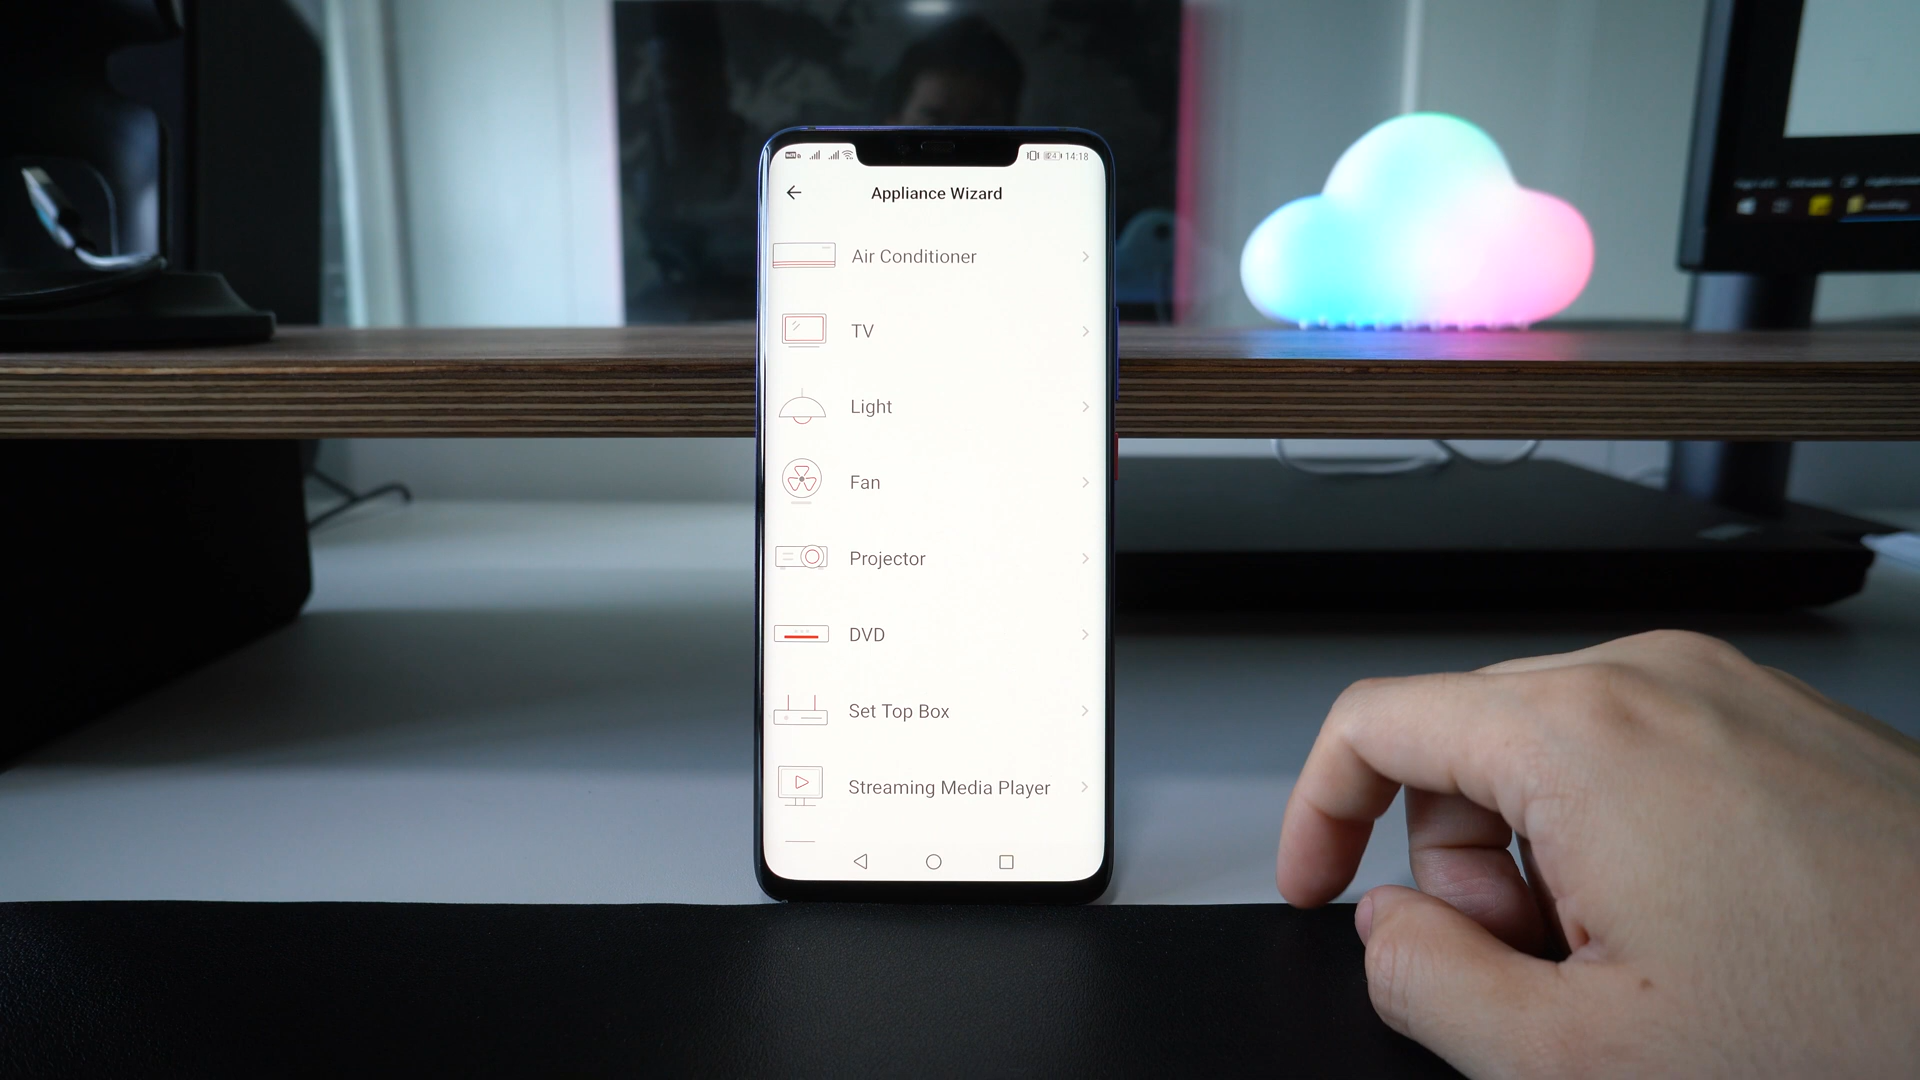 14:18
Appliance Wizard
Air Conditioner
TV
Light
Fan
Projector
DVD
Set Top Box
Streaming Media Player